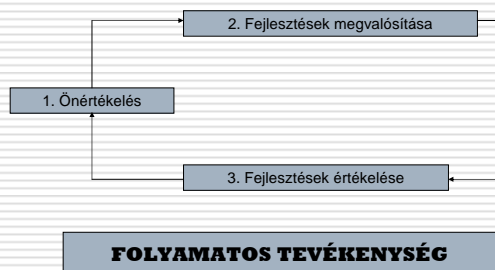 2. Fejlesztések megvalósítása
1. Önértékelés
3. Fejlesztések értékelése
FOLYAMATOS TEVÉKENYSÉG